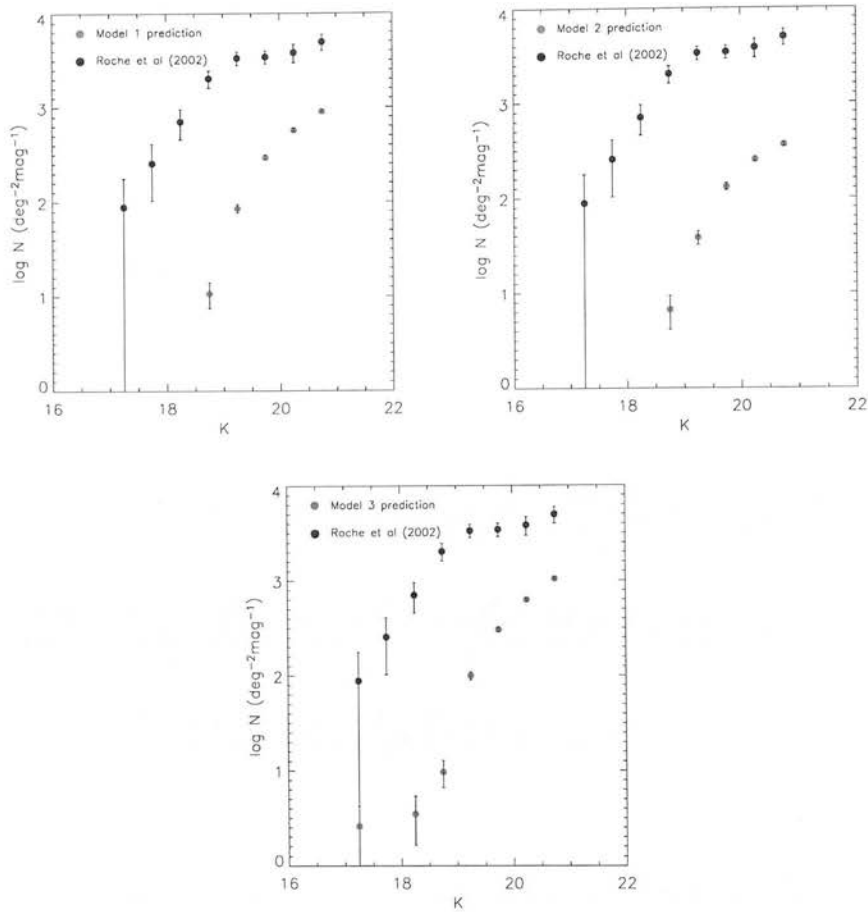 4
Model 1 prediction
Roche et al (2002)
3
log N (deg⁻²mag⁻¹)
2
1
0
16 18 20 22
K
4
Model 2 prediction
Roche et al (2002)
3
log N (deg⁻²mag⁻¹)
2
1
0
16 18 20 22
K
4
Model 3 prediction
Roche et al (2002)
3
log N (deg⁻²mag⁻¹)
2
1
0
16 18 20 22
K